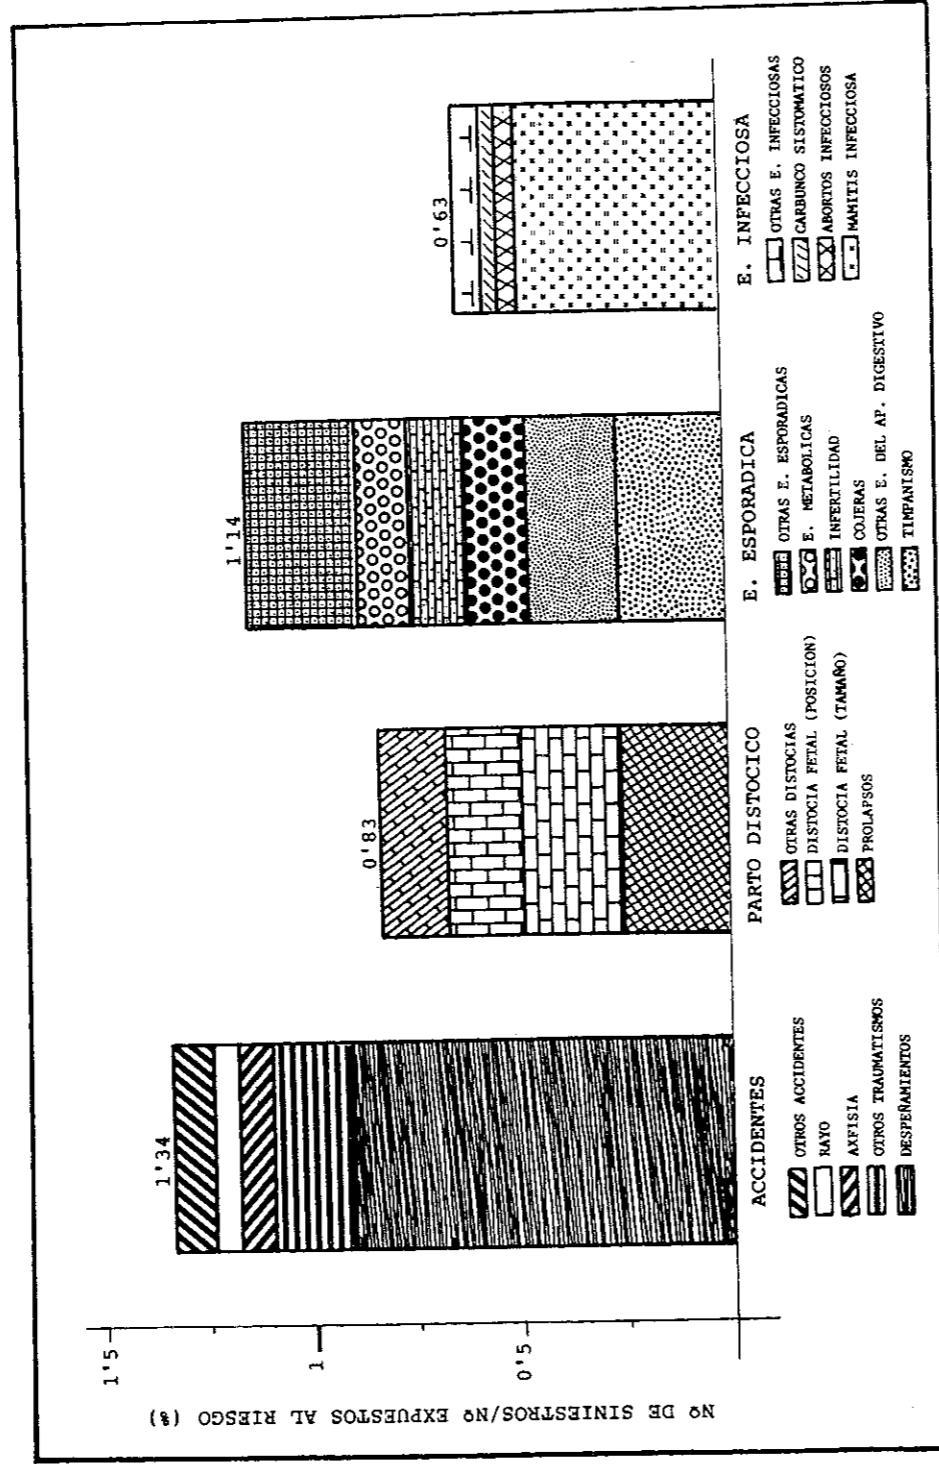 Nº DE SINIESTROS/Nº EXPUESTOS AL RIESGO (%)
1'5
1
0'5
1'34
0'83
1'14
0'63
ACCIDENTES
OTROS ACCIDENTES
RAYO
AXFISIA
OTROS TRAUMATISMOS
DESPEÑAMIENTOS
PARTO DISTOCICO
OTRAS DISTOCIAS
DISTOCIA FETAL (POSICION)
DISTOCIA FETAL (TAMAÑO)
PROLAPSOS
E. ESPORADICA
OTRAS E. ESPORADICAS
E. METABOLICAS
INFERTILIDAD
COJERAS
OTRAS E. DEL AP. DIGESTIVO
TIMPANISMO
E. INFECCIOSA
OTRAS E. INFECCIOSAS
CARBUNCO SISTOMATICO
ABORTOS INFECCIOSOS
MAMITIS INFECCIOSA